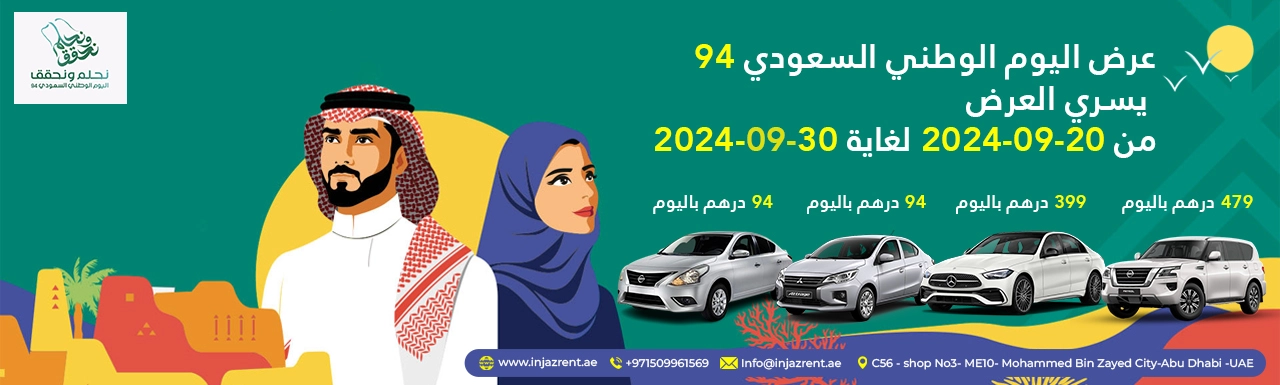 نحلم ونحقق
نحلم ونحقق
اليوم الوطني السعودي 94
عرض اليوم الوطني السعودي 94
يسري العرض
من 20-09-2024 لغاية 30-09-2024
479 درهم باليوم
399 درهم باليوم
94 درهم باليوم
94 درهم باليوم
www.injazrent.ae
+971509961569
Info@injazrent.ae
C56 - shop No3- ME10- Mohammed Bin Zayed City-Abu Dhabi -UAE